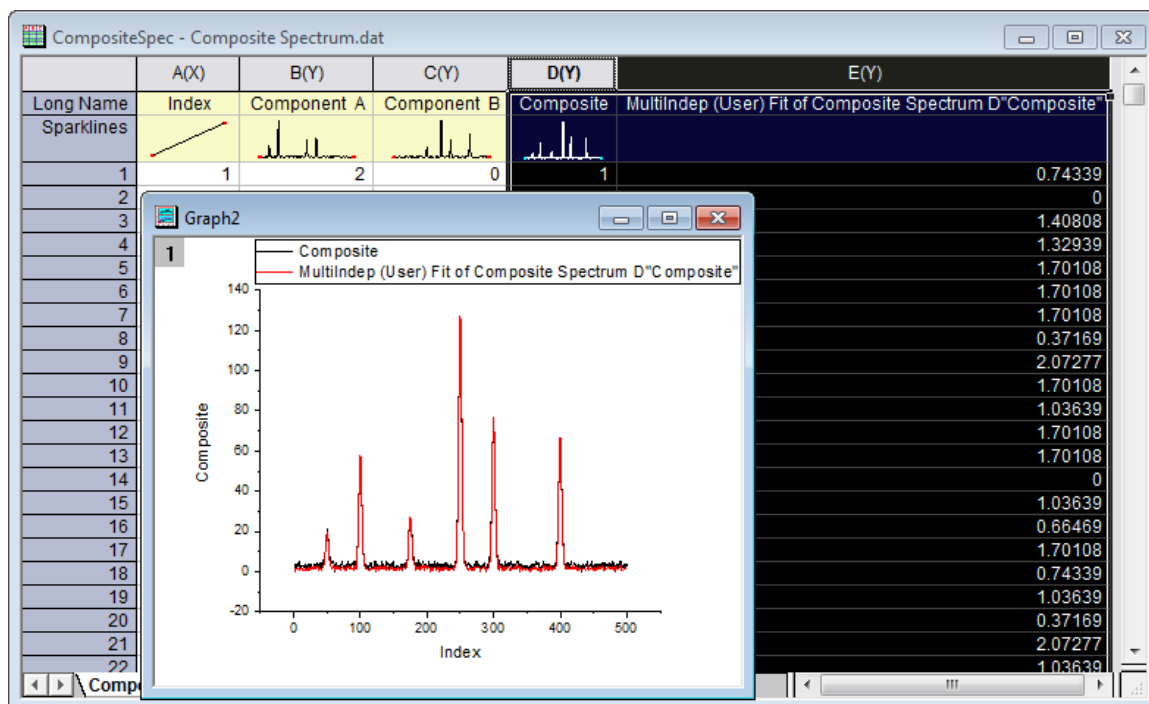 CompositeSpec - Composite Spectrum.dat
A(X) B(Y) C(Y) D(Y) E(Y)
Long Name Index Component A Component B Composite MultiIndep (User) Fit of Composite Spectrum D"Composite"
Sparklines
1 1 2 0 1 0.74339
2 0
3 1.40808
4 1.32939
5 1.70108
6 1.70108
7 1.70108
8 0.37169
9 2.07277
10 1.70108
11 1.03639
12 1.70108
13 1.70108
14 0
15 1.03639
16 0.66469
17 1.70108
18 0.74339
19 1.03639
20 0.37169
21 2.07277
22 1.03639
Graph2
1
Composite
MultiIndep (User) Fit of Composite Spectrum D"Composite"
140
120
100
80
60
40
20
0
-20
Composite
0 100 200 300 400 500
Index